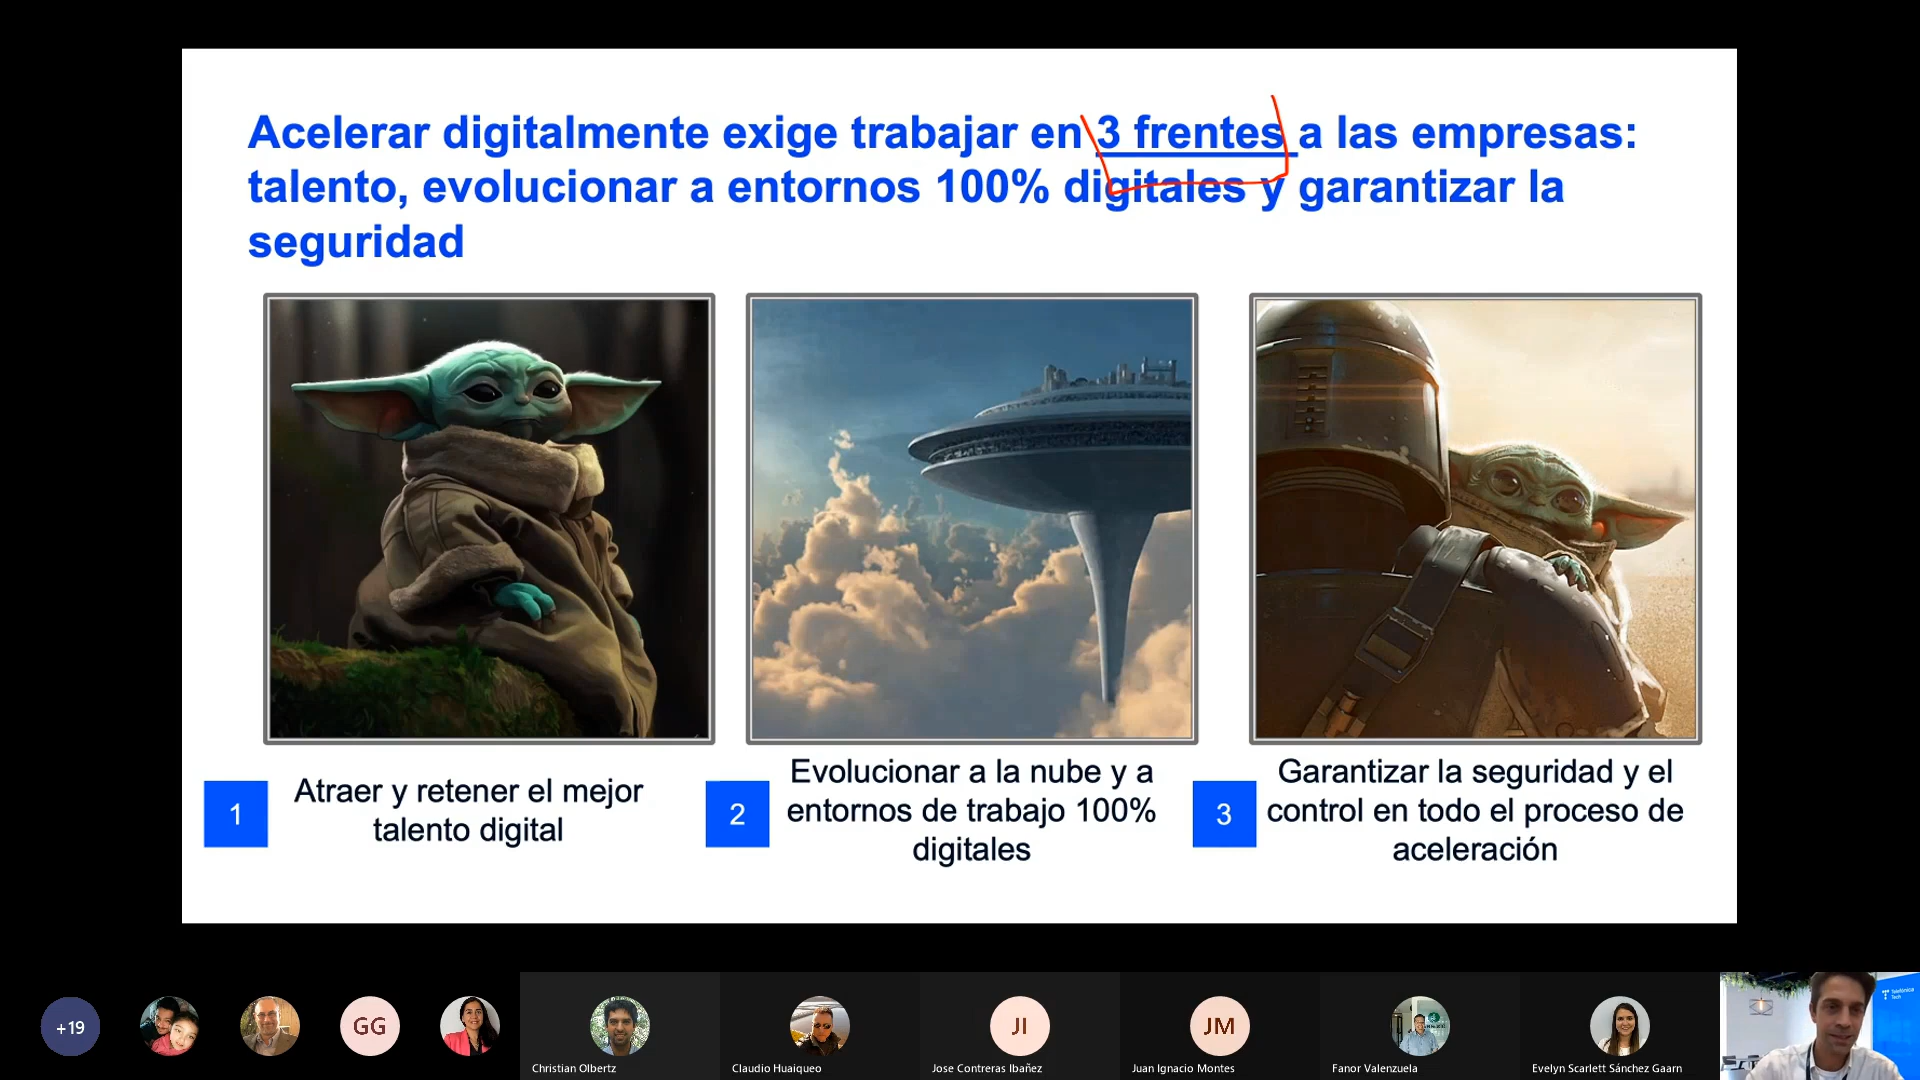 Acelerar digitalmente exige trabajar en 3 frentes a las empresas:
talento, evolucionar a entornos 100% digitales y garantizar la
seguridad
1
Atraer y retener el mejor
talento digital
2
Evolucionar a la nube y a
entornos de trabajo 100%
digitales
3
Garantizar la seguridad y el
control en todo el proceso de
aceleración
+19
GG
Christian Olbertz
Claudio Huaiqueo
JI
Jose Contreras Ibañez
JM
Juan Ignacio Montes
Fanor Valenzuela
Evelyn Scarlett Sánchez Gaarn
Telefónica
Tech